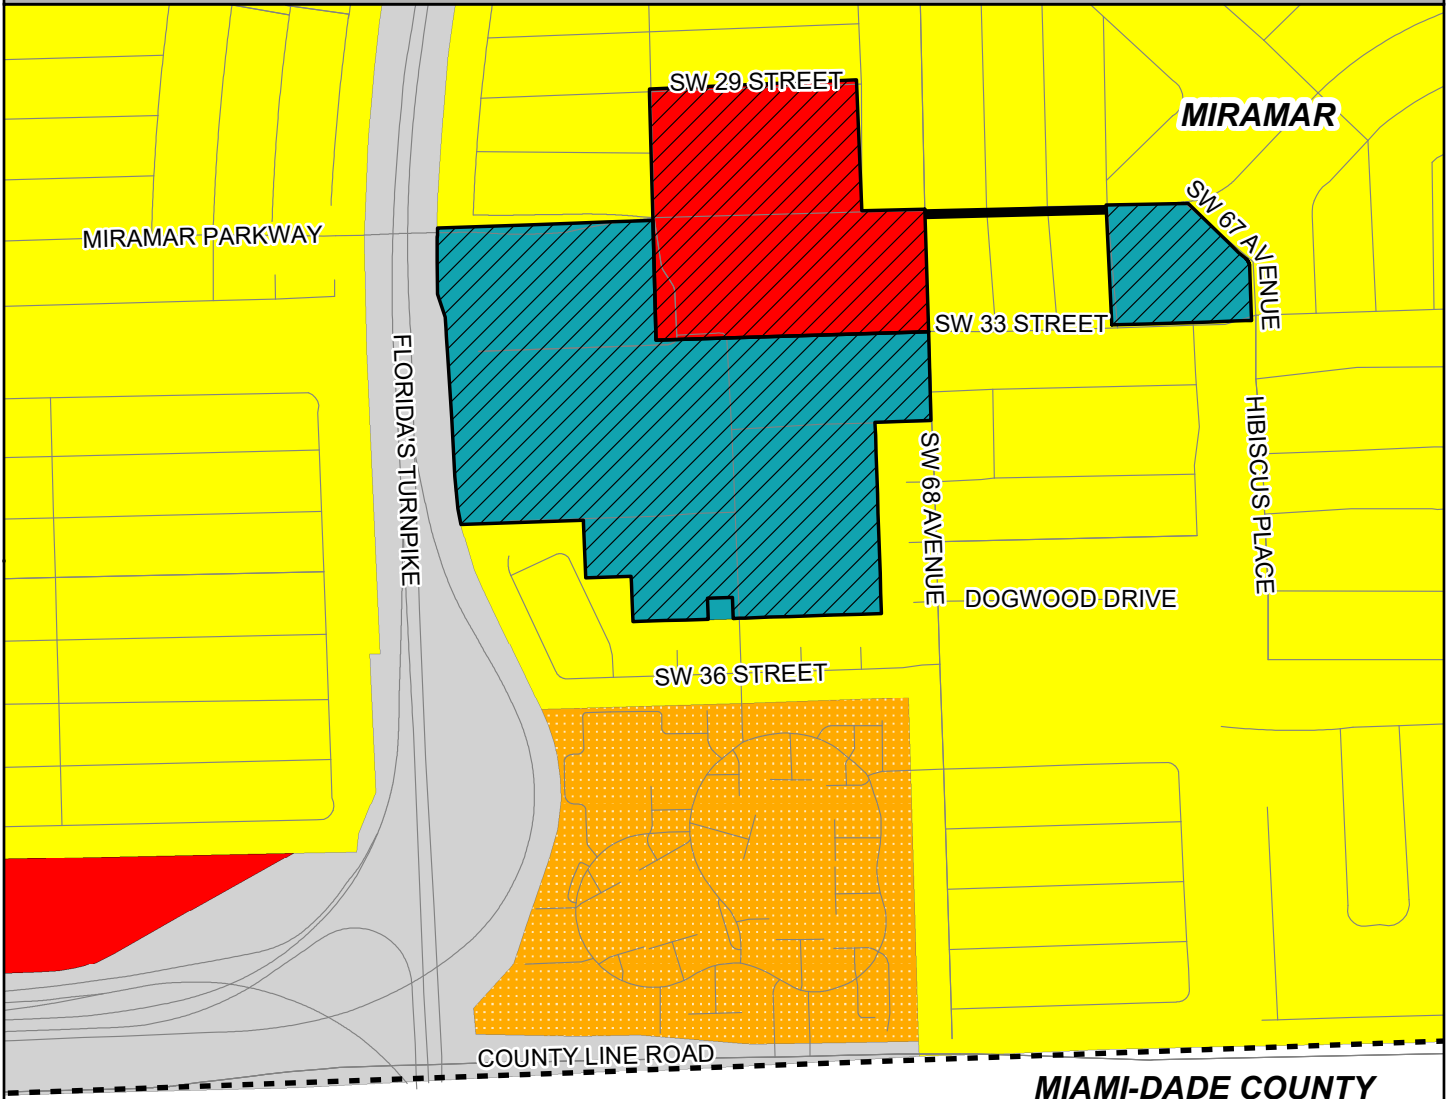 SW 29 STREET
MIRAMAR
SW 67 AVENUE
MIRAMAR PARKWAY
SW 33 STREET
FLORIDA'S TURNPIKE
HIBISCUS PLACE
SW 68 AVENUE
DOGWOOD DRIVE
SW 36 STREET
COUNTY LINE ROAD
MIAMI-DADE COUNTY